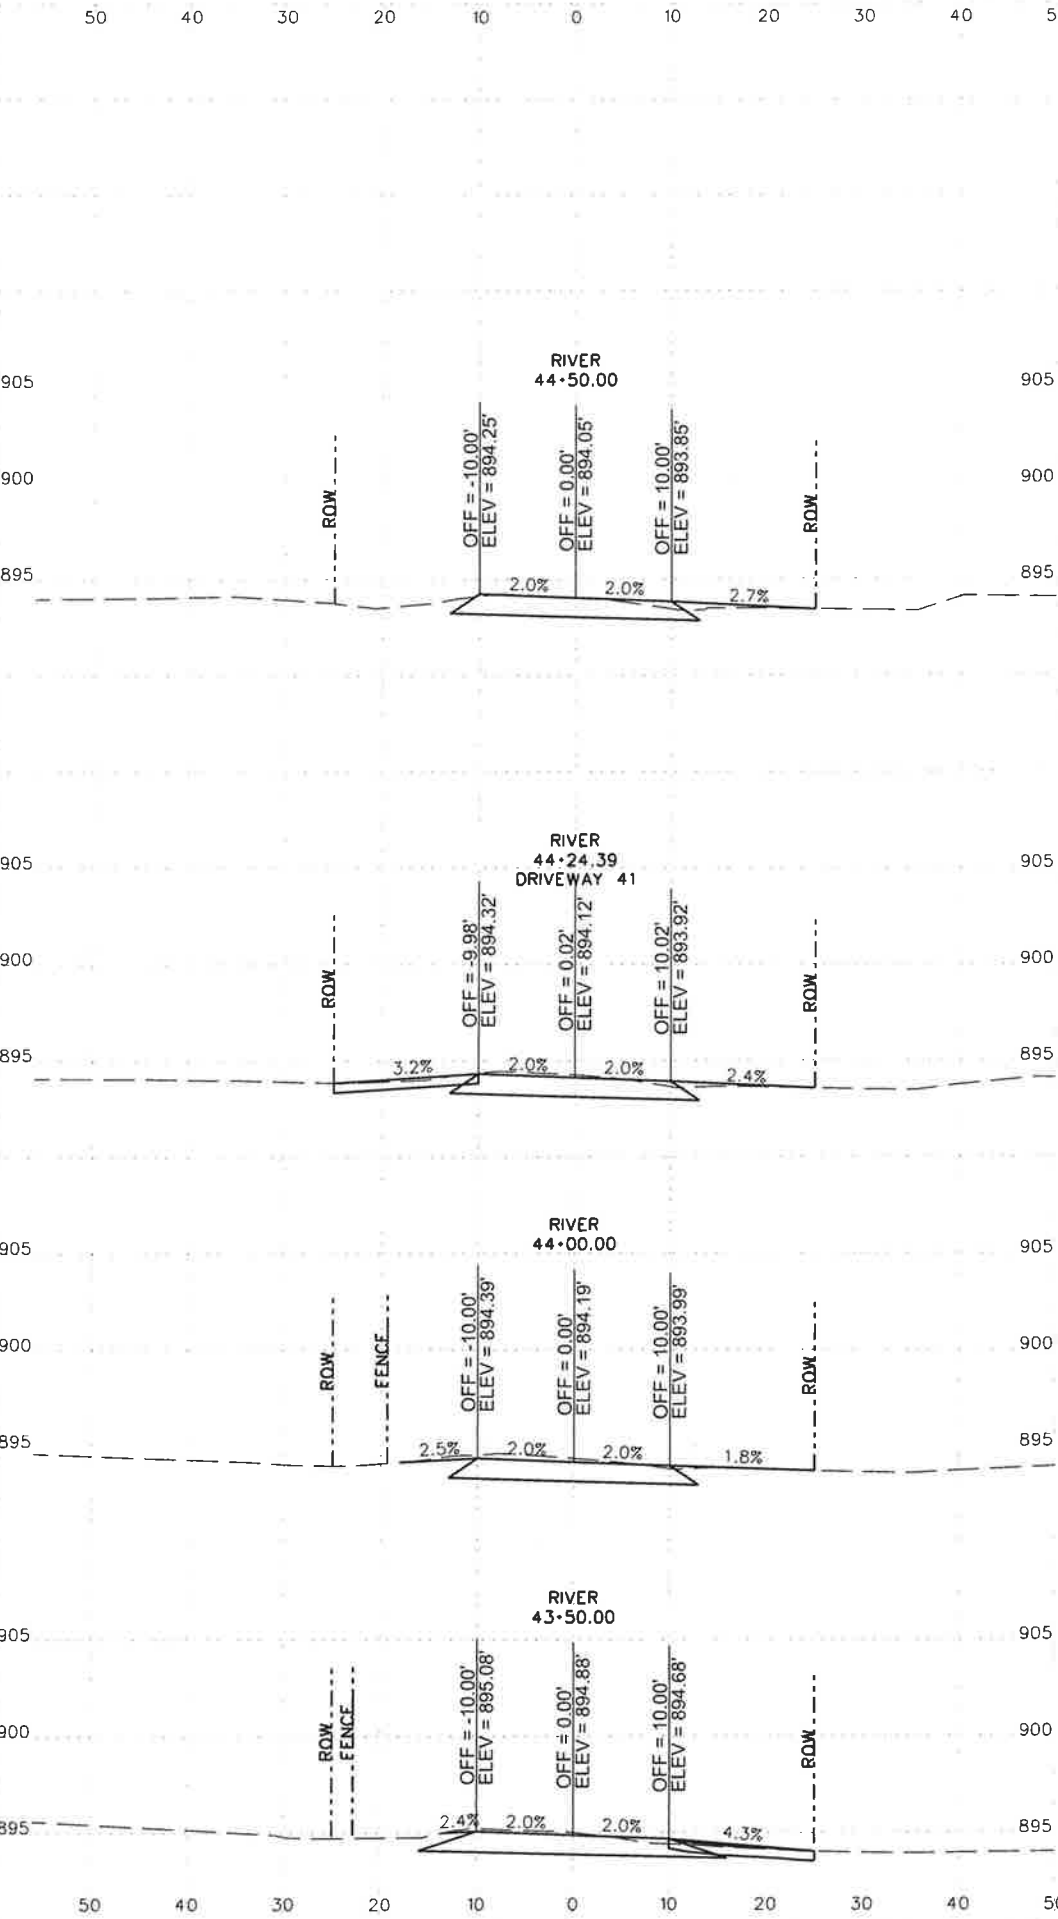 50 40 30 20 10 0 10 20 30 40 5
RIVER
44+50.00
905 905
OFF = -10.00'
ELEV = 894.25'
OFF = 0.00'
ELEV = 894.05'
OFF = 10.00'
ELEV = 893.85'
900 900
ROW ROW
895 895
2.0% 2.0% 2.7%
RIVER
44+24.39
DRIVEWAY 41
905 905
OFF = -9.98'
ELEV = 894.32'
OFF = 0.02'
ELEV = 894.12'
OFF = 10.02'
ELEV = 893.92'
900 900
ROW ROW
895 895
3.2% 2.0% 2.0% 2.4%
RIVER
44+00.00
905 905
OFF = -10.00'
ELEV = 894.39'
OFF = 0.00'
ELEV = 894.19'
OFF = 10.00'
ELEV = 893.99'
900 900
ROW FENCE ROW
895 895
2.5% 2.0% 2.0% 1.8%
RIVER
43+50.00
905 905
OFF = -10.00'
ELEV = 895.08'
OFF = 0.00'
ELEV = 894.88'
OFF = 10.00'
ELEV = 894.68'
900 900
ROW FENCE ROW
895 895
2.4% 2.0% 2.0% 4.3%
50 40 30 20 10 0 10 20 30 40 50